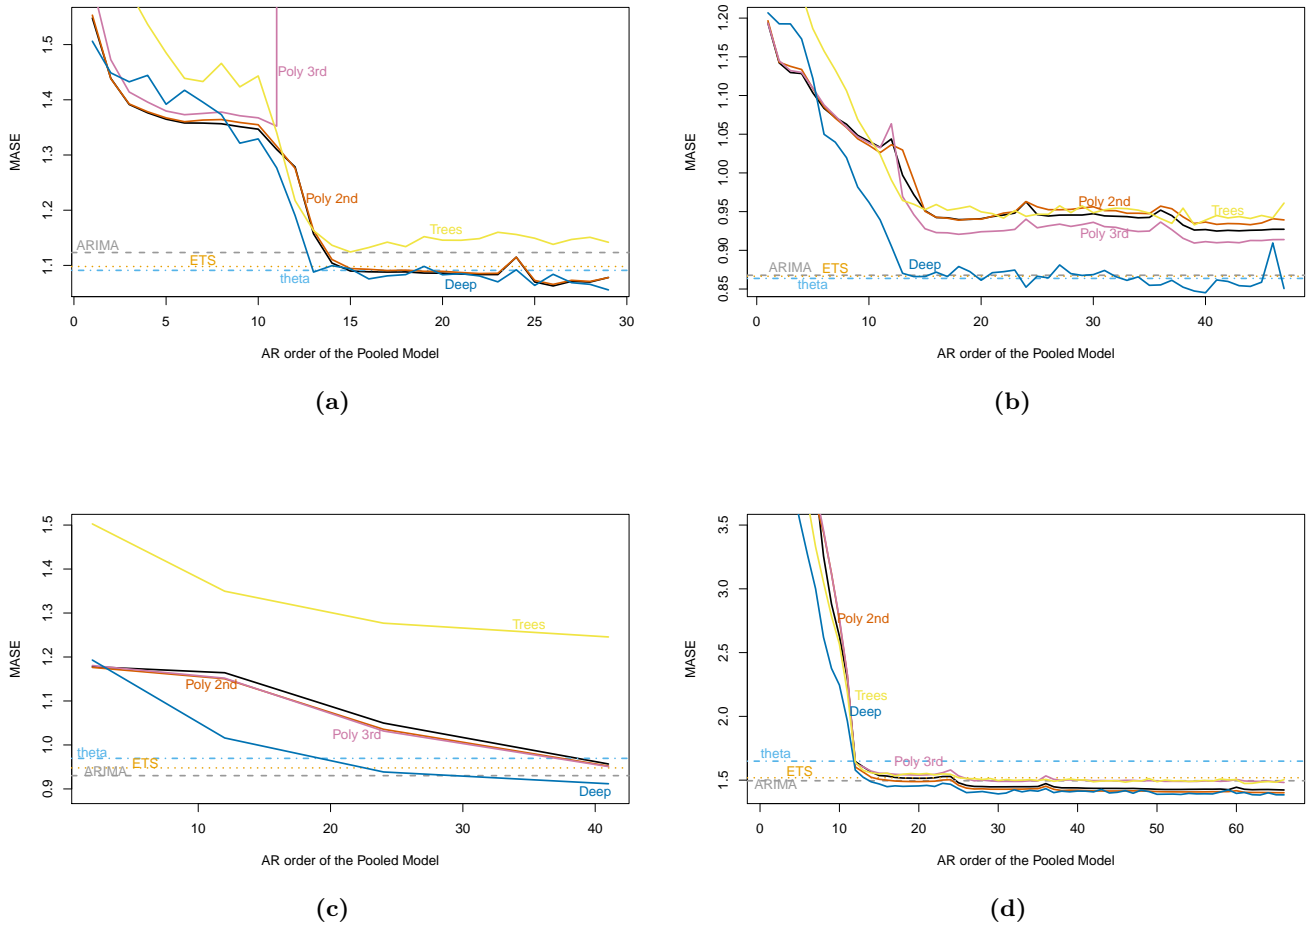 MASE
1.5
1.4
1.3
1.2
1.1
Poly 3rd
Poly 2nd
Trees
ARIMA
ETS
theta
Deep
0 5 10 15 20 25 30
AR order of the Pooled Model
(a)
MASE
1.20
1.15
1.10
1.05
1.00
0.95
0.90
0.85
Poly 2nd
Trees
Poly 3rd
Deep
ARIMA
ETS
theta
0 10 20 30 40
AR order of the Pooled Model
(b)
MASE
1.5
1.4
1.3
1.2
1.1
1.0
0.9
Trees
Poly 2nd
Poly 3rd
theta
ETS
ARIMA
Deep
10 20 30 40
AR order of the Pooled Model
(c)
MASE
3.5
3.0
2.5
2.0
1.5
Poly 2nd
Trees
Deep
theta
Poly 3rd
ETS
ARIMA
0 10 20 30 40 50 60
AR order of the Pooled Model
(d)